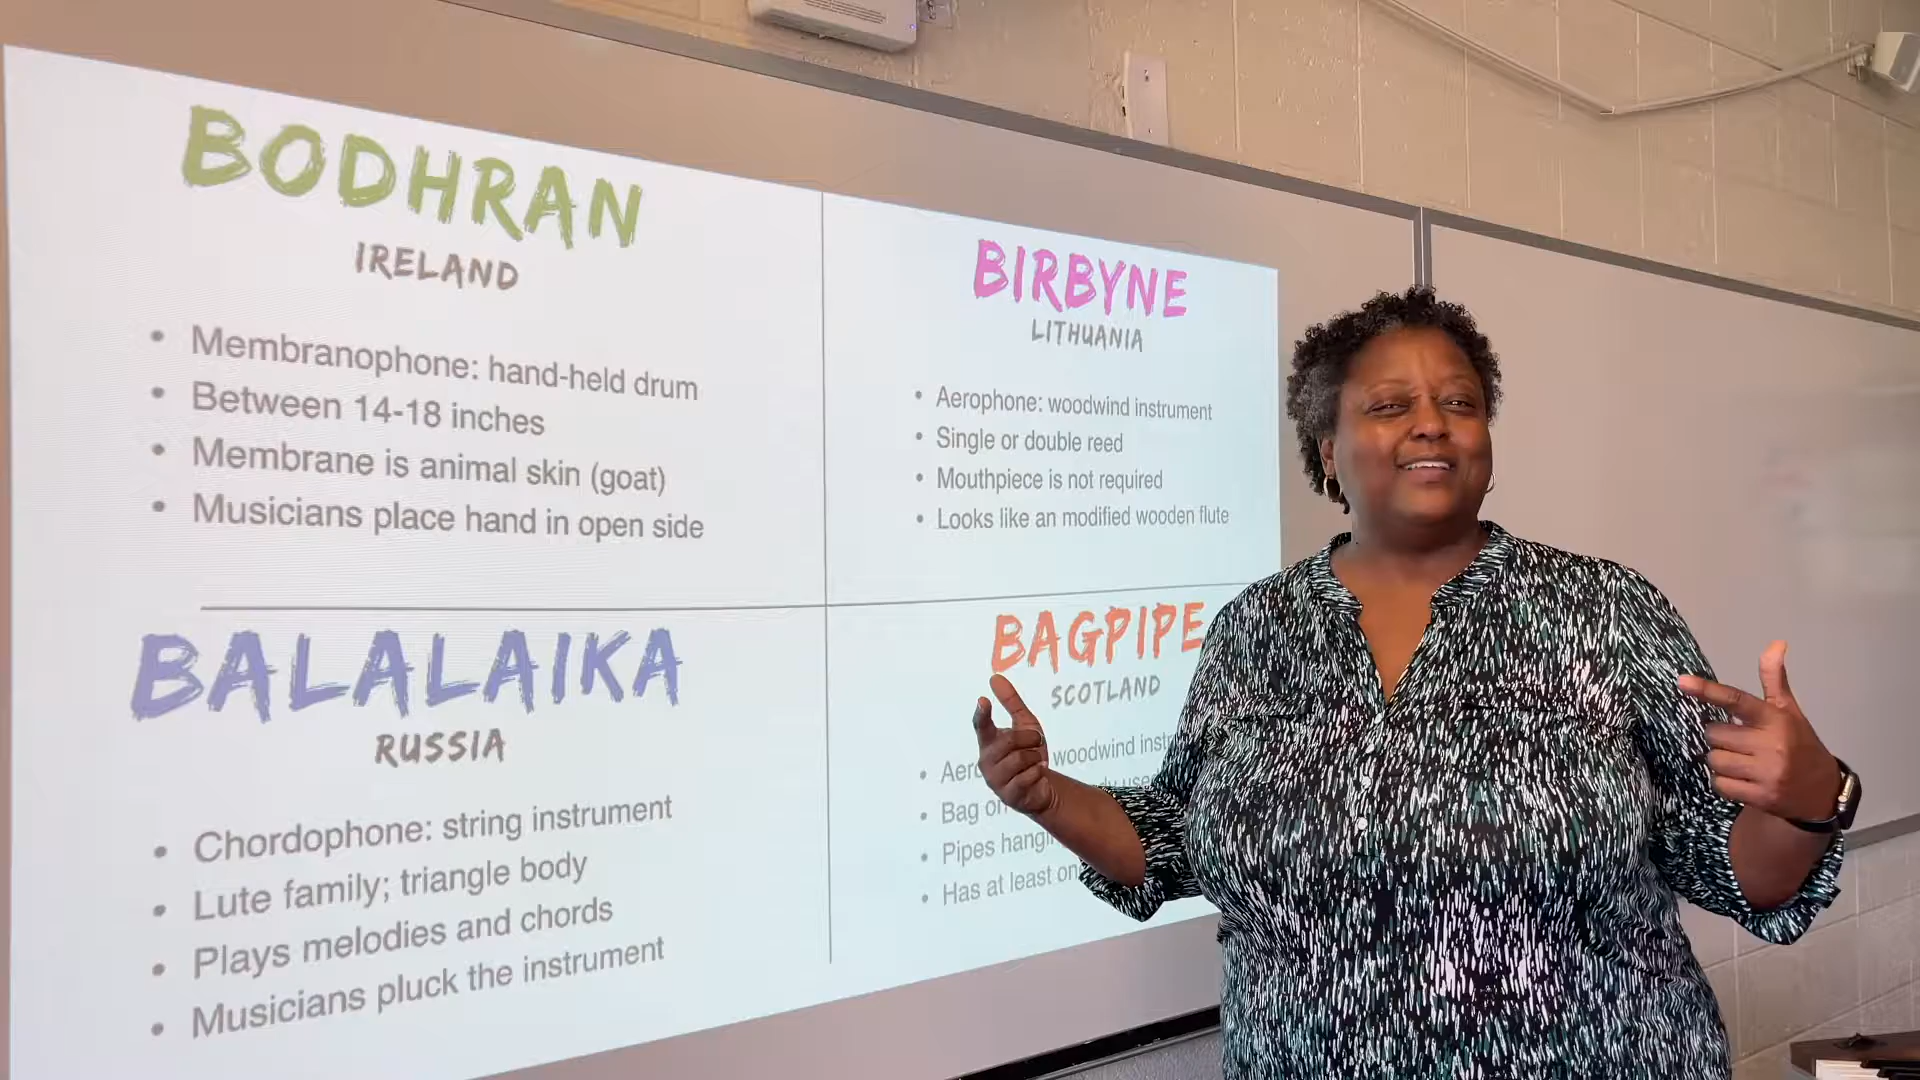 BODHRAN
IRELAND
• Membranophone: hand-held drum
• Between 14-18 inches
• Membrane is animal skin (goat)
• Musicians place hand in open side
BIRBYNE
LITHUANIA
• Aerophone: woodwind instrument
• Single or double reed
• Mouthpiece is not required
• Looks like an modified wooden flute
BALALAIKA
RUSSIA
• Chordophone: string instrument
• Lute family; triangle body
• Plays melodies and chords
• Musicians pluck the instrument
BAGPIPE
SCOTLAND
• woodwind
• Bag
• Pipes
• Has at least